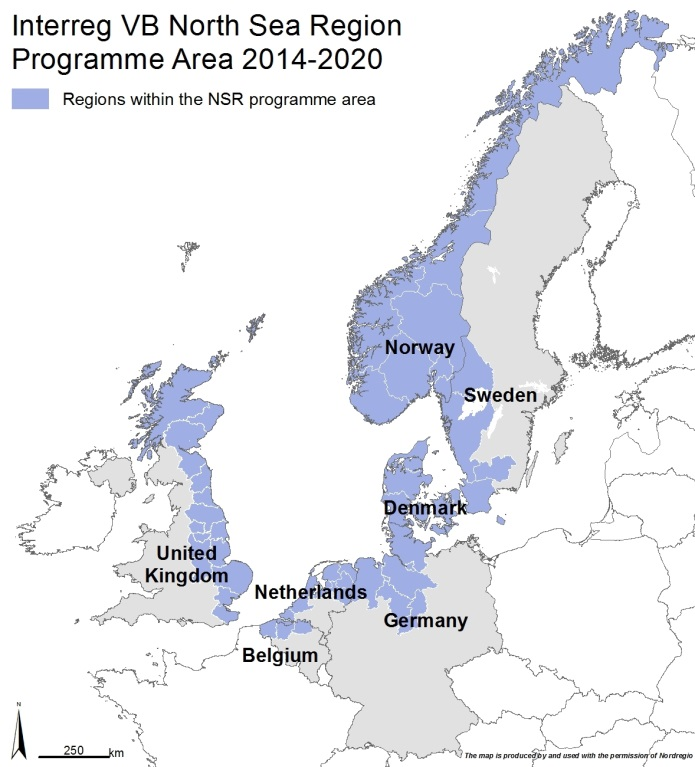 Interreg VB North Sea Region
Programme Area 2014-2020
Regions within the NSR programme area
Norway
Sweden
Denmark
United
Kingdom
Netherlands
Germany
Belgium
N
250
km
The map is produced by and used with the permission of Nordregio